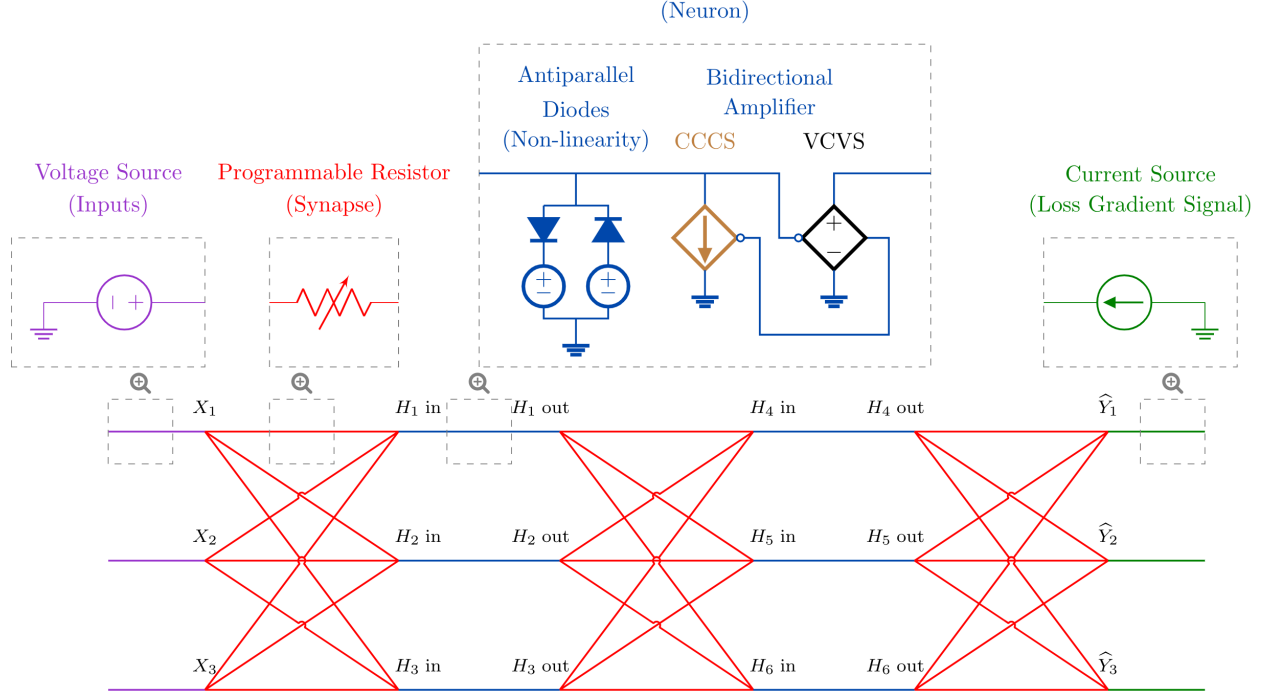 (Neuron)
Antiparallel
Diodes
(Non-linearity)
Bidirectional
Amplifier
CCCS
VCVS
Voltage Source
(Inputs)
Programmable Resistor
(Synapse)
Current Source
(Loss Gradient Signal)
X₁ H₁ in H₁ out H₄ in H₄ out Ŷ₁
X₂ H₂ in H₂ out H₅ in H₅ out Ŷ₂
X₃ H₃ in H₃ out H₆ in H₆ out Ŷ₃